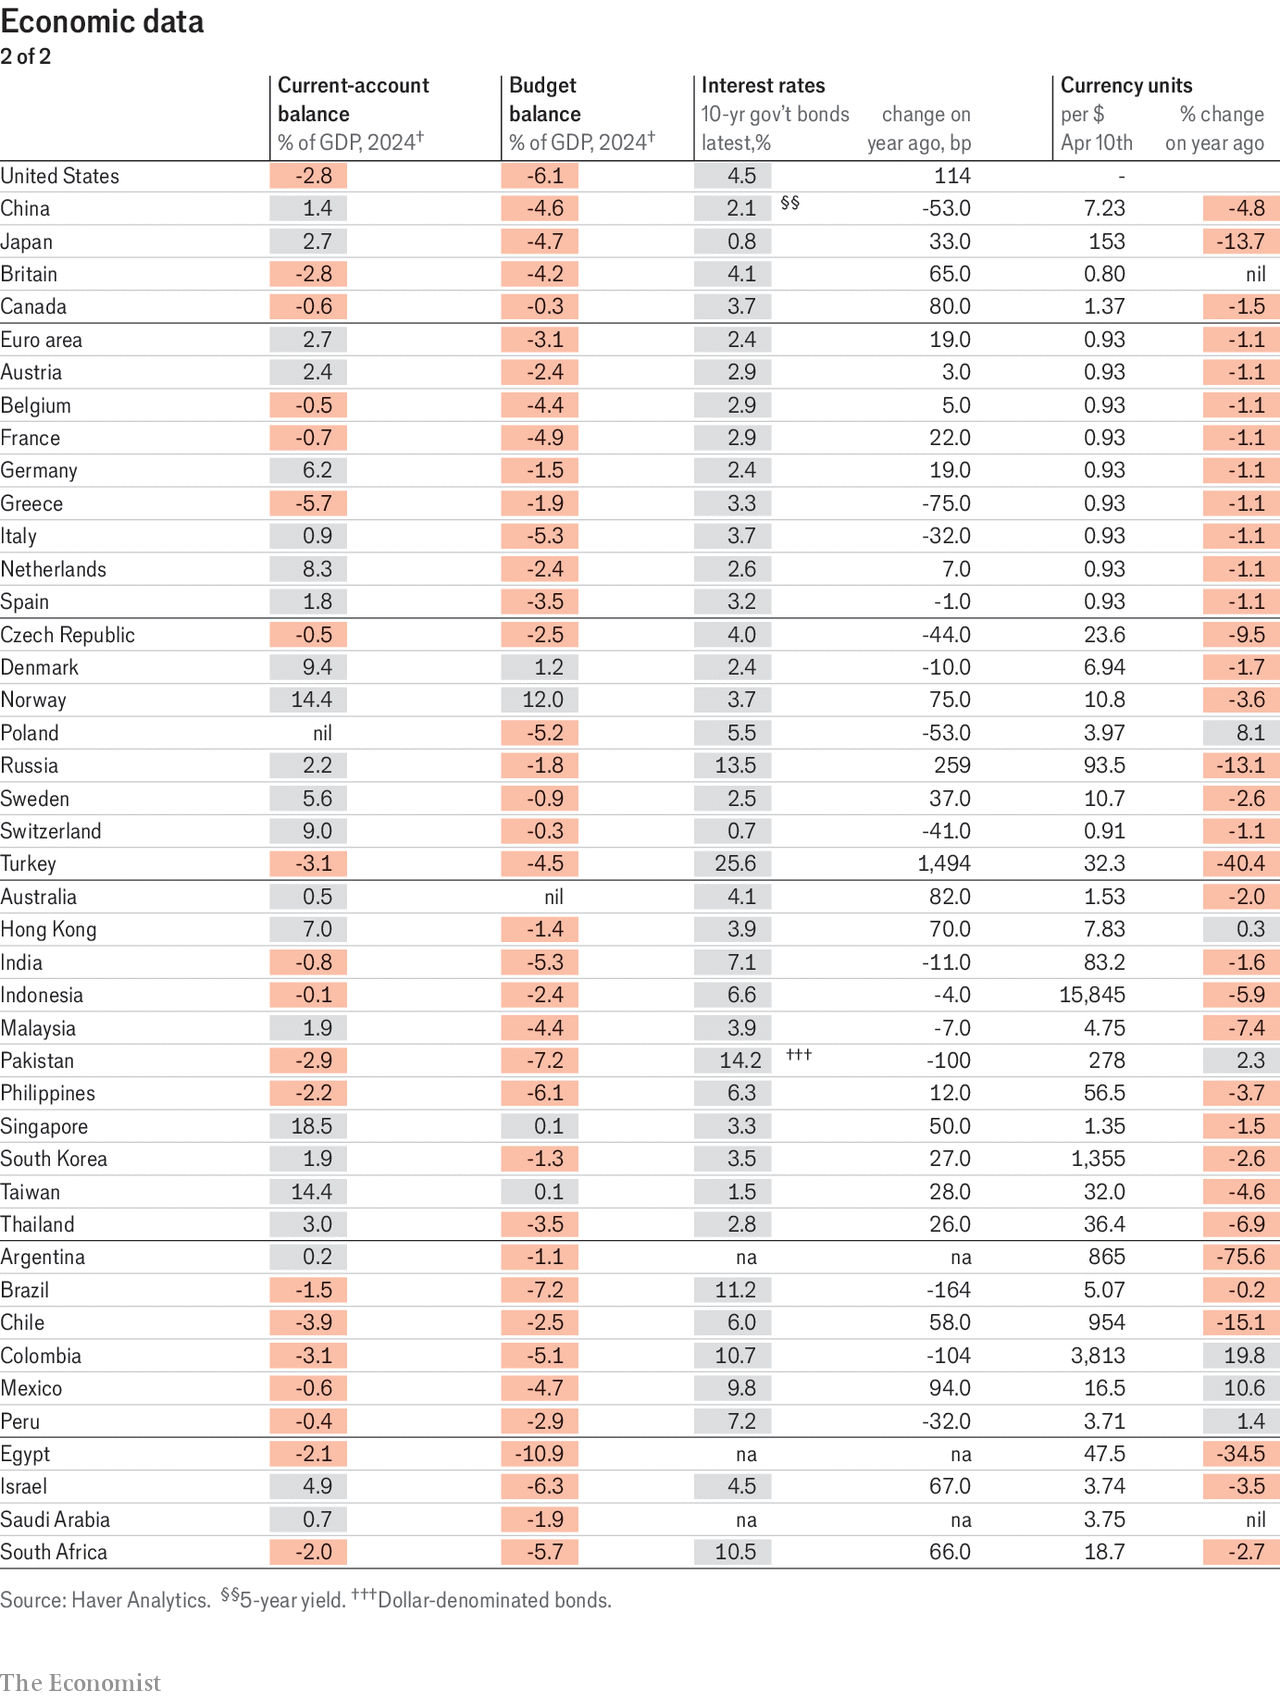 Economic data
2 of 2
Current-account balance % of GDP, 2024† Budget balance % of GDP, 2024† Interest rates 10-yr gov't bonds latest,% change on year ago, bp Currency units per $ Apr 10th % change on year ago
United States -2.8 -6.1 4.5 114 -
China 1.4 -4.6 2.1 §§ -53.0 7.23 -4.8
Japan 2.7 -4.7 0.8 33.0 153 -13.7
Britain -2.8 -4.2 4.1 65.0 0.80 nil
Canada -0.6 -0.3 3.7 80.0 1.37 -1.5
Euro area 2.7 -3.1 2.4 19.0 0.93 -1.1
Austria 2.4 -2.4 2.9 3.0 0.93 -1.1
Belgium -0.5 -4.4 2.9 5.0 0.93 -1.1
France -0.7 -4.9 2.9 22.0 0.93 -1.1
Germany 6.2 -1.5 2.4 19.0 0.93 -1.1
Greece -5.7 -1.9 3.3 -75.0 0.93 -1.1
Italy 0.9 -5.3 3.7 -32.0 0.93 -1.1
Netherlands 8.3 -2.4 2.6 7.0 0.93 -1.1
Spain 1.8 -3.5 3.2 -1.0 0.93 -1.1
Czech Republic -0.5 -2.5 4.0 -44.0 23.6 -9.5
Denmark 9.4 1.2 2.4 -10.0 6.94 -1.7
Norway 14.4 12.0 3.7 75.0 10.8 -3.6
Poland nil -5.2 5.5 -53.0 3.97 8.1
Russia 2.2 -1.8 13.5 259 93.5 -13.1
Sweden 5.6 -0.9 2.5 37.0 10.7 -2.6
Switzerland 9.0 -0.3 0.7 -41.0 0.91 -1.1
Turkey -3.1 -4.5 25.6 1,494 32.3 -40.4
Australia 0.5 nil 4.1 82.0 1.53 -2.0
Hong Kong 7.0 -1.4 3.9 70.0 7.83 0.3
India -0.8 -5.3 7.1 -11.0 83.2 -1.6
Indonesia -0.1 -2.4 6.6 -4.0 15,845 -5.9
Malaysia 1.9 -4.4 3.9 -7.0 4.75 -7.4
Pakistan -2.9 -7.2 14.2 ††† -100 278 2.3
Philippines -2.2 -6.1 6.3 12.0 56.5 -3.7
Singapore 18.5 0.1 3.3 50.0 1.35 -1.5
South Korea 1.9 -1.3 3.5 27.0 1,355 -2.6
Taiwan 14.4 0.1 1.5 28.0 32.0 -4.6
Thailand 3.0 -3.5 2.8 26.0 36.4 -6.9
Argentina 0.2 -1.1 na na 865 -75.6
Brazil -1.5 -7.2 11.2 -164 5.07 -0.2
Chile -3.9 -2.5 6.0 58.0 954 -15.1
Colombia -3.1 -5.1 10.7 -104 3,813 19.8
Mexico -0.6 -4.7 9.8 94.0 16.5 10.6
Peru -0.4 -2.9 7.2 -32.0 3.71 1.4
Egypt -2.1 -10.9 na na 47.5 -34.5
Israel 4.9 -6.3 4.5 67.0 3.74 -3.5
Saudi Arabia 0.7 -1.9 na na 3.75 nil
South Africa -2.0 -5.7 10.5 66.0 18.7 -2.7
Source: Haver Analytics. §§5-year yield. †††Dollar-denominated bonds.
The Economist